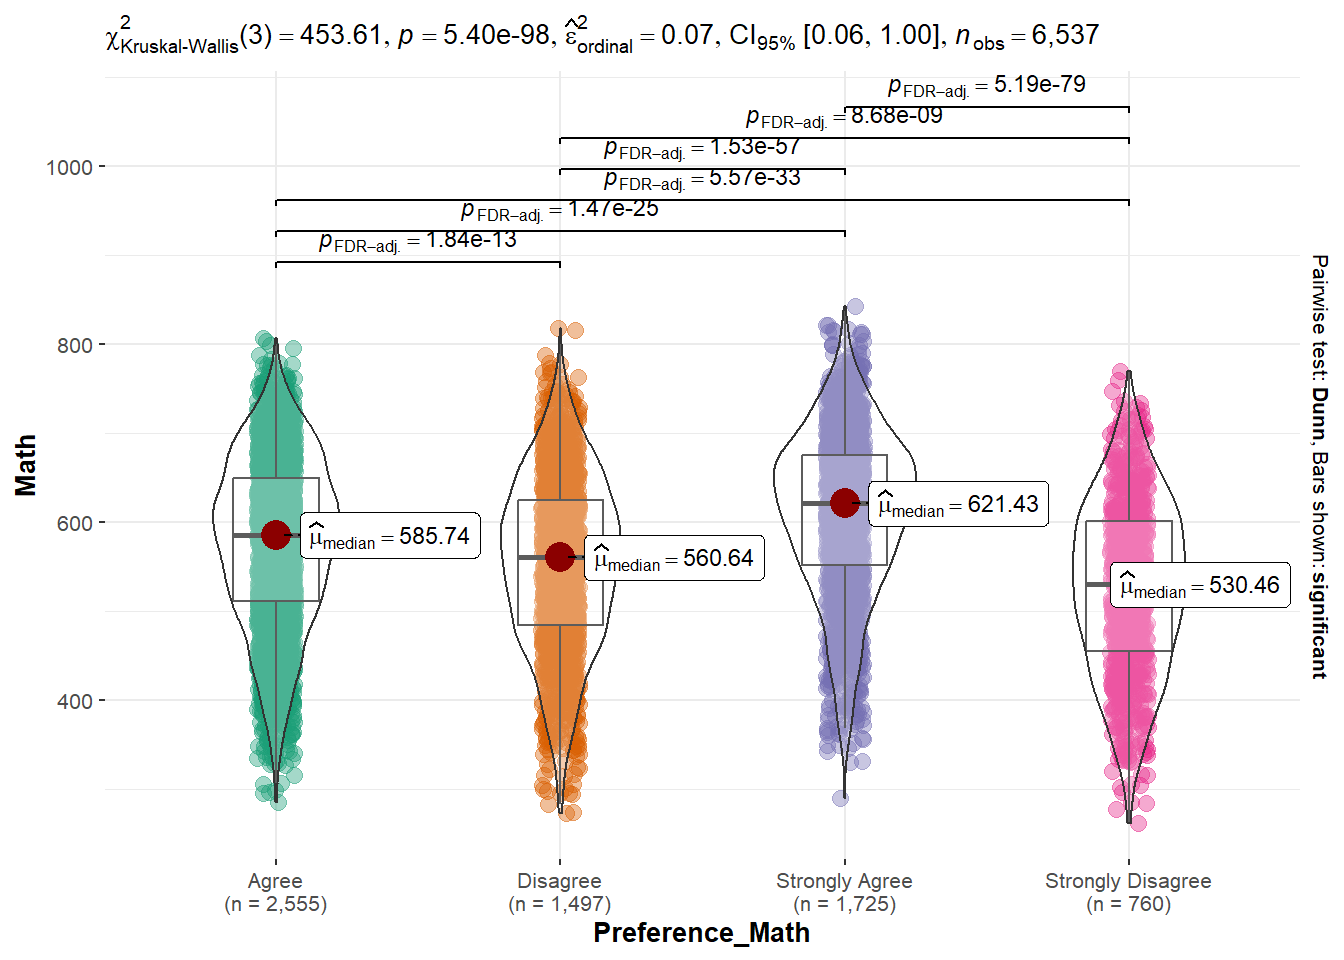 χ²Kruskal-Wallis(3) = 453.61, p = 5.40e-98, ε̂²ordinal = 0.07, CI95% [0.06, 1.00], nobs = 6,537
pFDR–adj. = 5.19e-79
pFDR–adj. = 8.68e-09
pFDR–adj. = 1.53e-57
pFDR–adj. = 5.57e-33
pFDR–adj. = 1.47e-25
pFDR–adj. = 1.84e-13
1000
800
600
400
Math
μ̂median = 585.74
μ̂median = 560.64
μ̂median = 621.43
μ̂median = 530.46
Pairwise test: Dunn, Bars shown: significant
Agree
(n = 2,555)
Disagree
(n = 1,497)
Strongly Agree
(n = 1,725)
Strongly Disagree
(n = 760)
Preference_Math